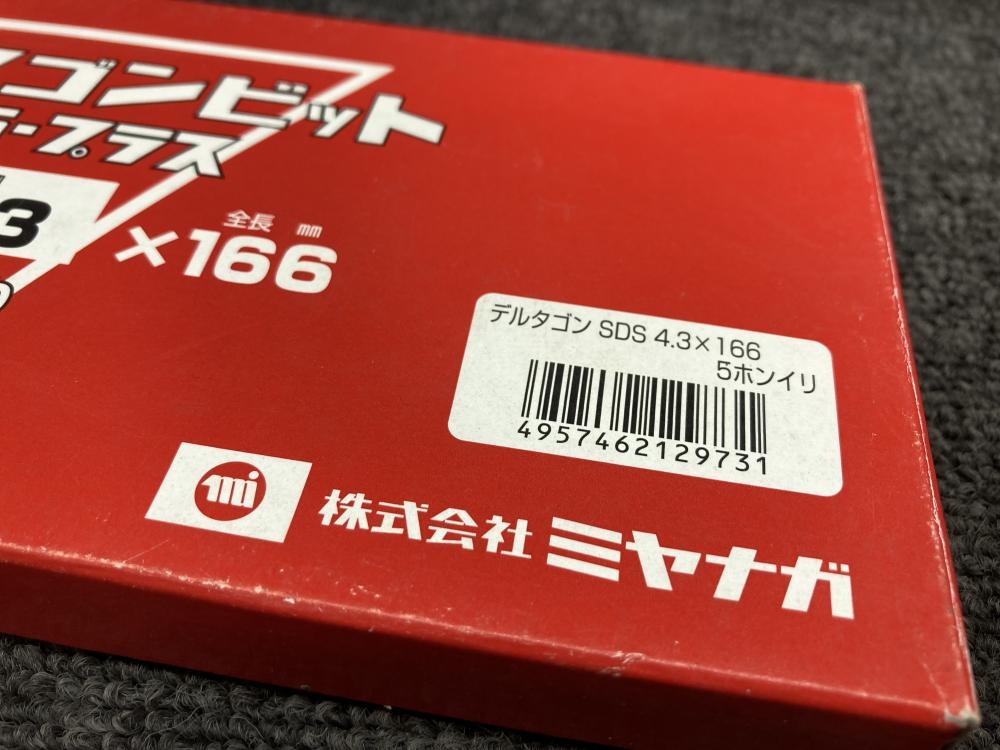 ゴンビット
プラス
3
×166
全長 ㎜
デルタゴン SDS 4.3×166
5ホンイリ
4957462129731
mi
株式会社ミヤナガ